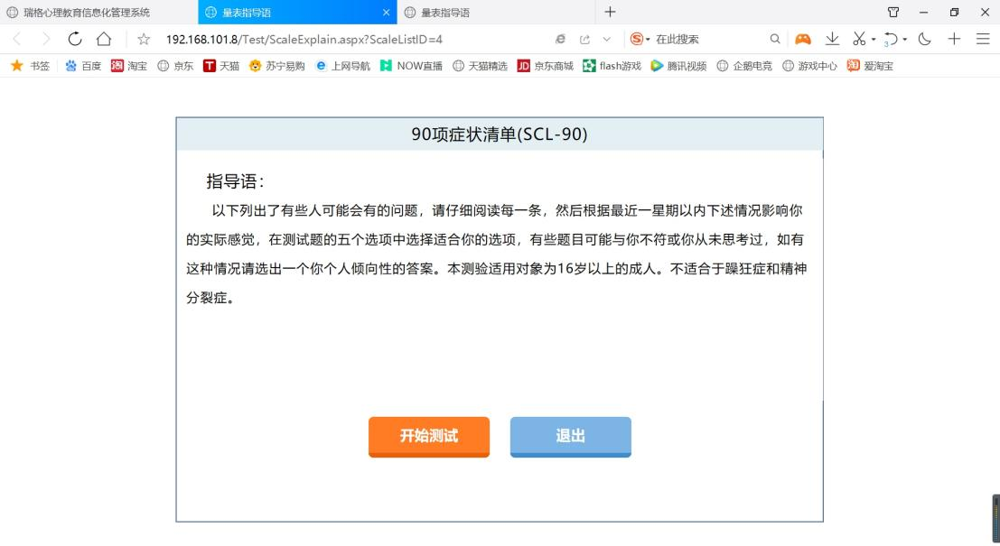 瑞格心理教育信息化管理系统
量表指导语
量表指导语
192.168.101.8/Test/ScaleExplain.aspx?ScaleListID=4
在此搜索
书签
百度
淘宝
京东
天猫
苏宁易购
上网导航
NOW直播
天猫精选
京东商城
flash游戏
腾讯视频
企鹅电竞
游戏中心
爱淘宝
90项症状清单(SCL-90)
指导语：
以下列出了有些人可能会有的问题，请仔细阅读每一条，然后根据最近一星期以内下述情况影响你
的实际感觉，在测试题的五个选项中选择适合你的选项，有些题目可能与你不符或你从未思考过，如有
这种情况请选出一个你个人倾向性的答案。本测验适用对象为16岁以上的成人。不适合于躁狂症和精神
分裂症。
开始测试
退出